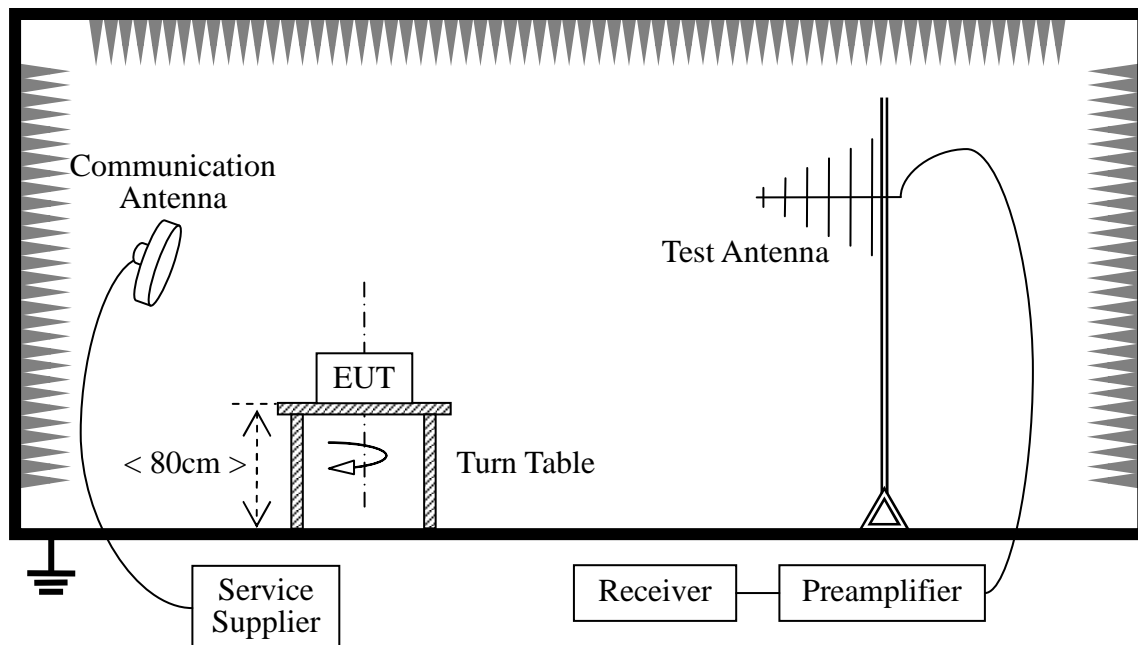 Communication
Antenna
Test Antenna
EUT
< 80cm >
Turn Table
Service
Supplier
Receiver
Preamplifier